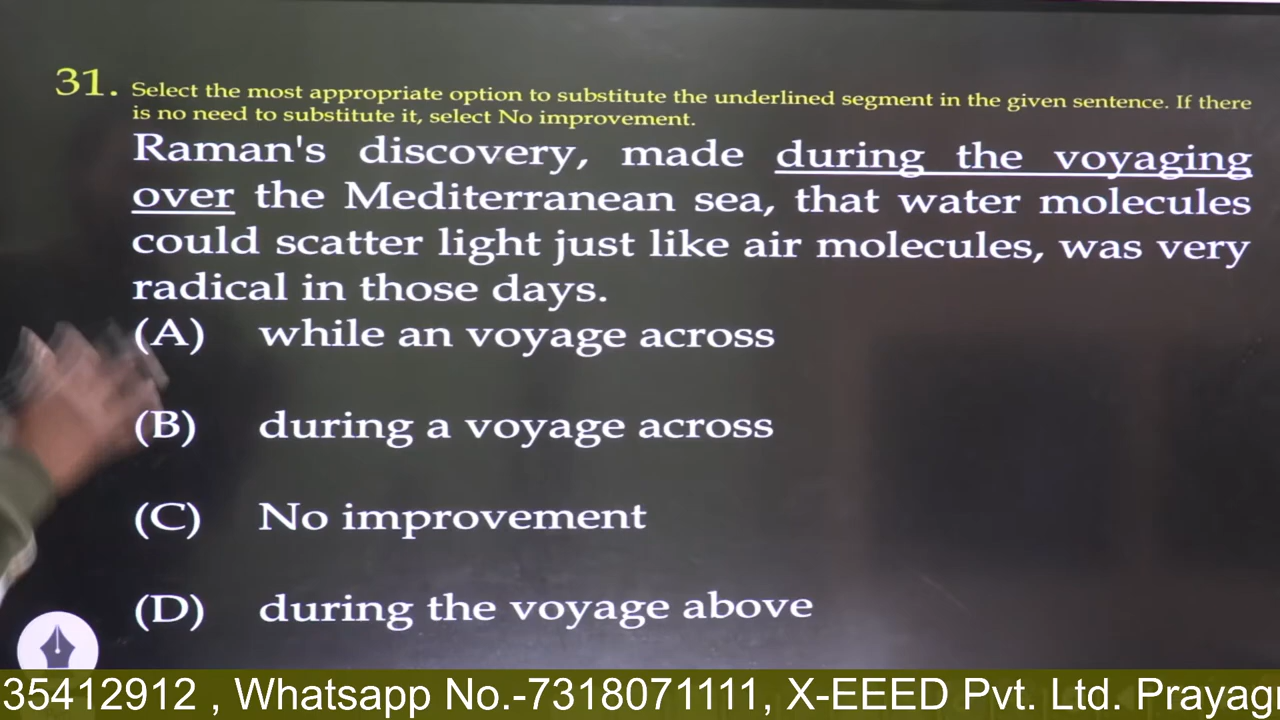 31. Select the most appropriate option to substitute the underlined segment in the given sentence. If there
is no need to substitute it, select No improvement.
Raman's discovery, made during the voyaging
over the Mediterranean sea, that water molecules
could scatter light just like air molecules, was very
radical in those days.
(A) while an voyage across
(B) during a voyage across
(C) No improvement
(D) during the voyage above
35412912 , Whatsapp No.-7318071111, X-EEED Pvt. Ltd. Prayag